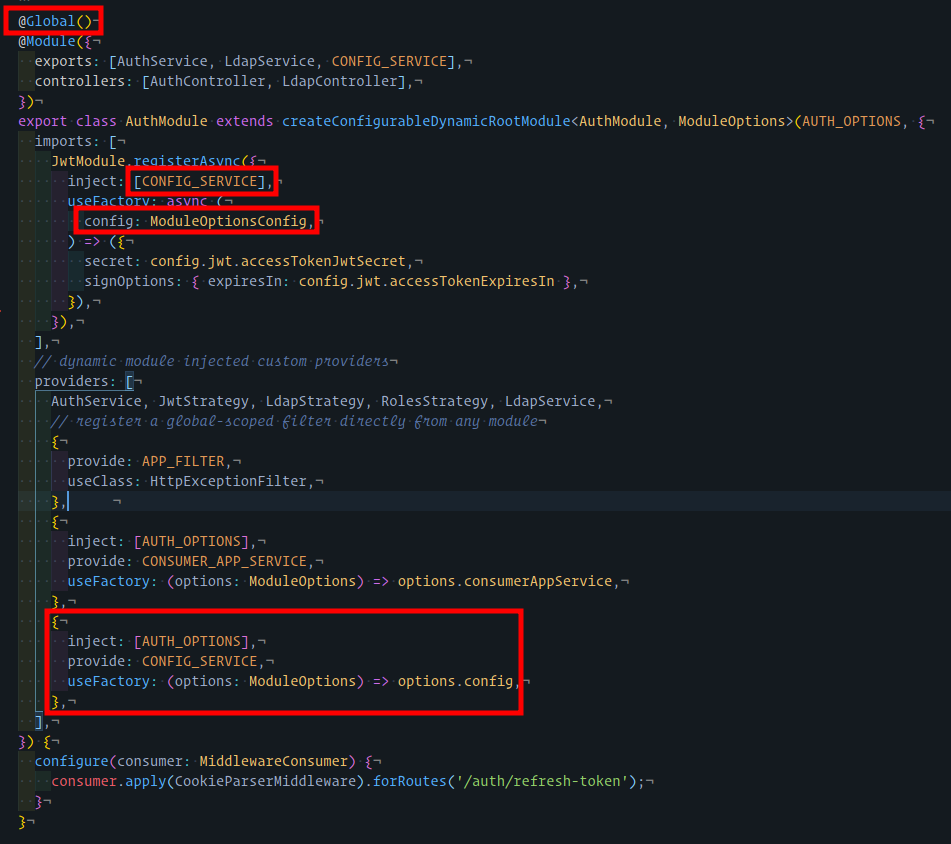 @Global()
@Module({
exports: [AuthService, LdapService, CONFIG_SERVICE],
controllers: [AuthController, LdapController],
})
export class AuthModule extends createConfigurableDynamicRootModule<AuthModule, ModuleOptions>(AUTH_OPTIONS, {
imports: [
JwtModule.registerAsync({
inject: [CONFIG_SERVICE],
useFactory: async (
config: ModuleOptionsConfig,
) => ({
secret: config.jwt.accessTokenJwtSecret,
signOptions: { expiresIn: config.jwt.accessTokenExpiresIn },
}),
}),
],
// dynamic module injected custom providers
providers: [
AuthService, JwtStrategy, LdapStrategy, RolesStrategy, LdapService,
// register a global-scoped filter directly from any module
{
provide: APP_FILTER,
useClass: HttpExceptionFilter,
},
{
inject: [AUTH_OPTIONS],
provide: CONSUMER_APP_SERVICE,
useFactory: (options: ModuleOptions) => options.consumerAppService,
},
{
inject: [AUTH_OPTIONS],
provide: CONFIG_SERVICE,
useFactory: (options: ModuleOptions) => options.config,
},
],
}) {
configure(consumer: MiddlewareConsumer) {
consumer.apply(CookieParserMiddleware).forRoutes('/auth/refresh-token');
}
}